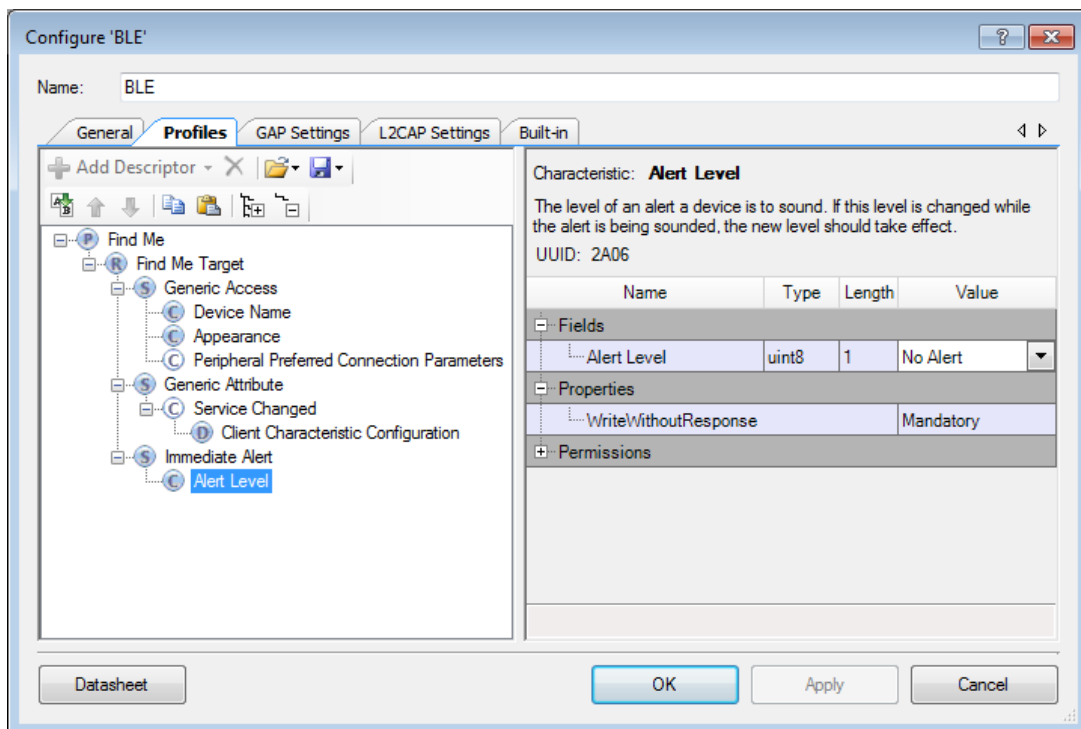 Configure 'BLE'
Name: BLE
General Profiles GAP Settings L2CAP Settings Built-in
Add Descriptor
P Find Me
R Find Me Target
S Generic Access
C Device Name
C Appearance
C Peripheral Preferred Connection Parameters
S Generic Attribute
C Service Changed
D Client Characteristic Configuration
S Immediate Alert
C Alert Level
Characteristic: Alert Level
The level of an alert a device is to sound. If this level is changed while
the alert is being sounded, the new level should take effect.
UUID: 2A06
Name Type Length Value
Fields
Alert Level uint8 1 No Alert
Properties
WriteWithoutResponse Mandatory
Permissions
Datasheet OK Apply Cancel